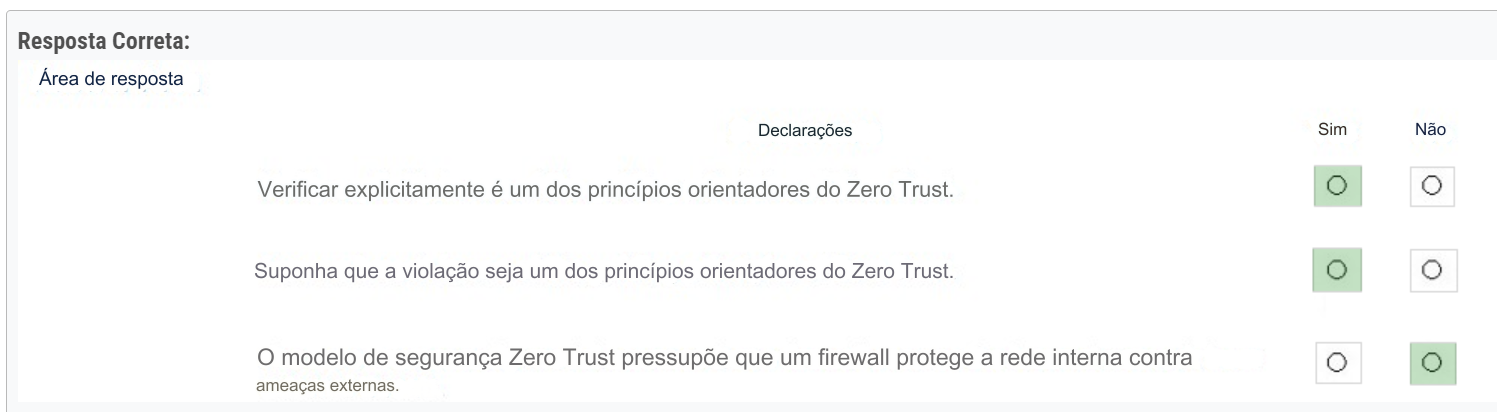 Resposta Correta:
Área de resposta
Declarações Sim Não
Verificar explicitamente é um dos princípios orientadores do Zero Trust.
Suponha que a violação seja um dos princípios orientadores do Zero Trust.
O modelo de segurança Zero Trust pressupõe que um firewall protege a rede interna contra
ameaças externas.